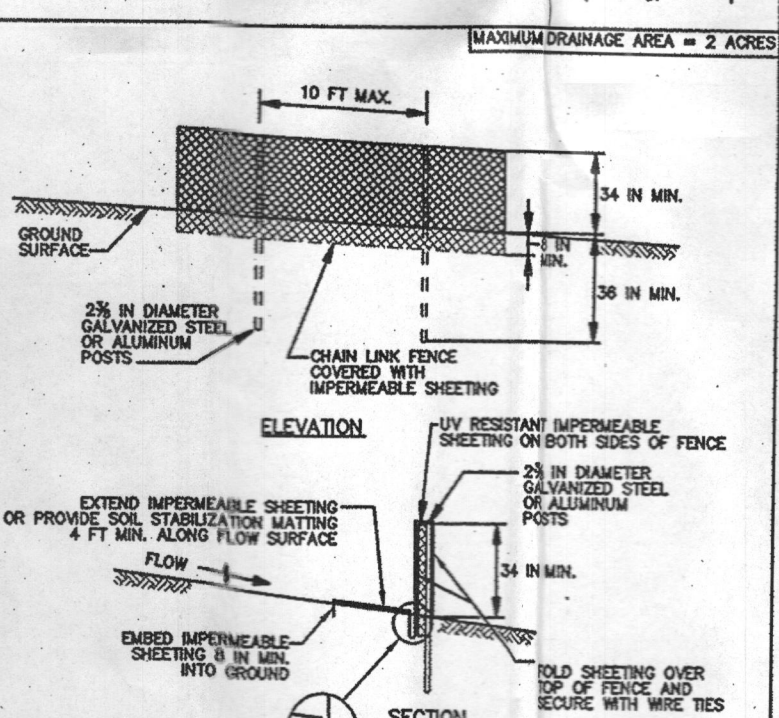 MAXIMUM DRAINAGE AREA = 2 ACRES
10 FT MAX.
34 IN MIN.
GROUND
SURFACE
8 IN
MIN.
36 IN MIN.
2⅜ IN DIAMETER
GALVANIZED STEEL
OR ALUMINUM
POSTS
CHAIN LINK FENCE
COVERED WITH
IMPERMEABLE SHEETING
ELEVATION
UV RESISTANT IMPERMEABLE
SHEETING ON BOTH SIDES OF FENCE
2⅜ IN DIAMETER
GALVANIZED STEEL
OR ALUMINUM
POSTS
EXTEND IMPERMEABLE SHEETING
OR PROVIDE SOIL STABILIZATION MATTING
4 FT MIN. ALONG FLOW SURFACE
FLOW
34 IN MIN.
EMBED IMPERMEABLE
SHEETING 8 IN MIN.
INTO GROUND
FOLD SHEETING OVER
TOP OF FENCE AND
SECURE WITH WIRE TIES
SECTION